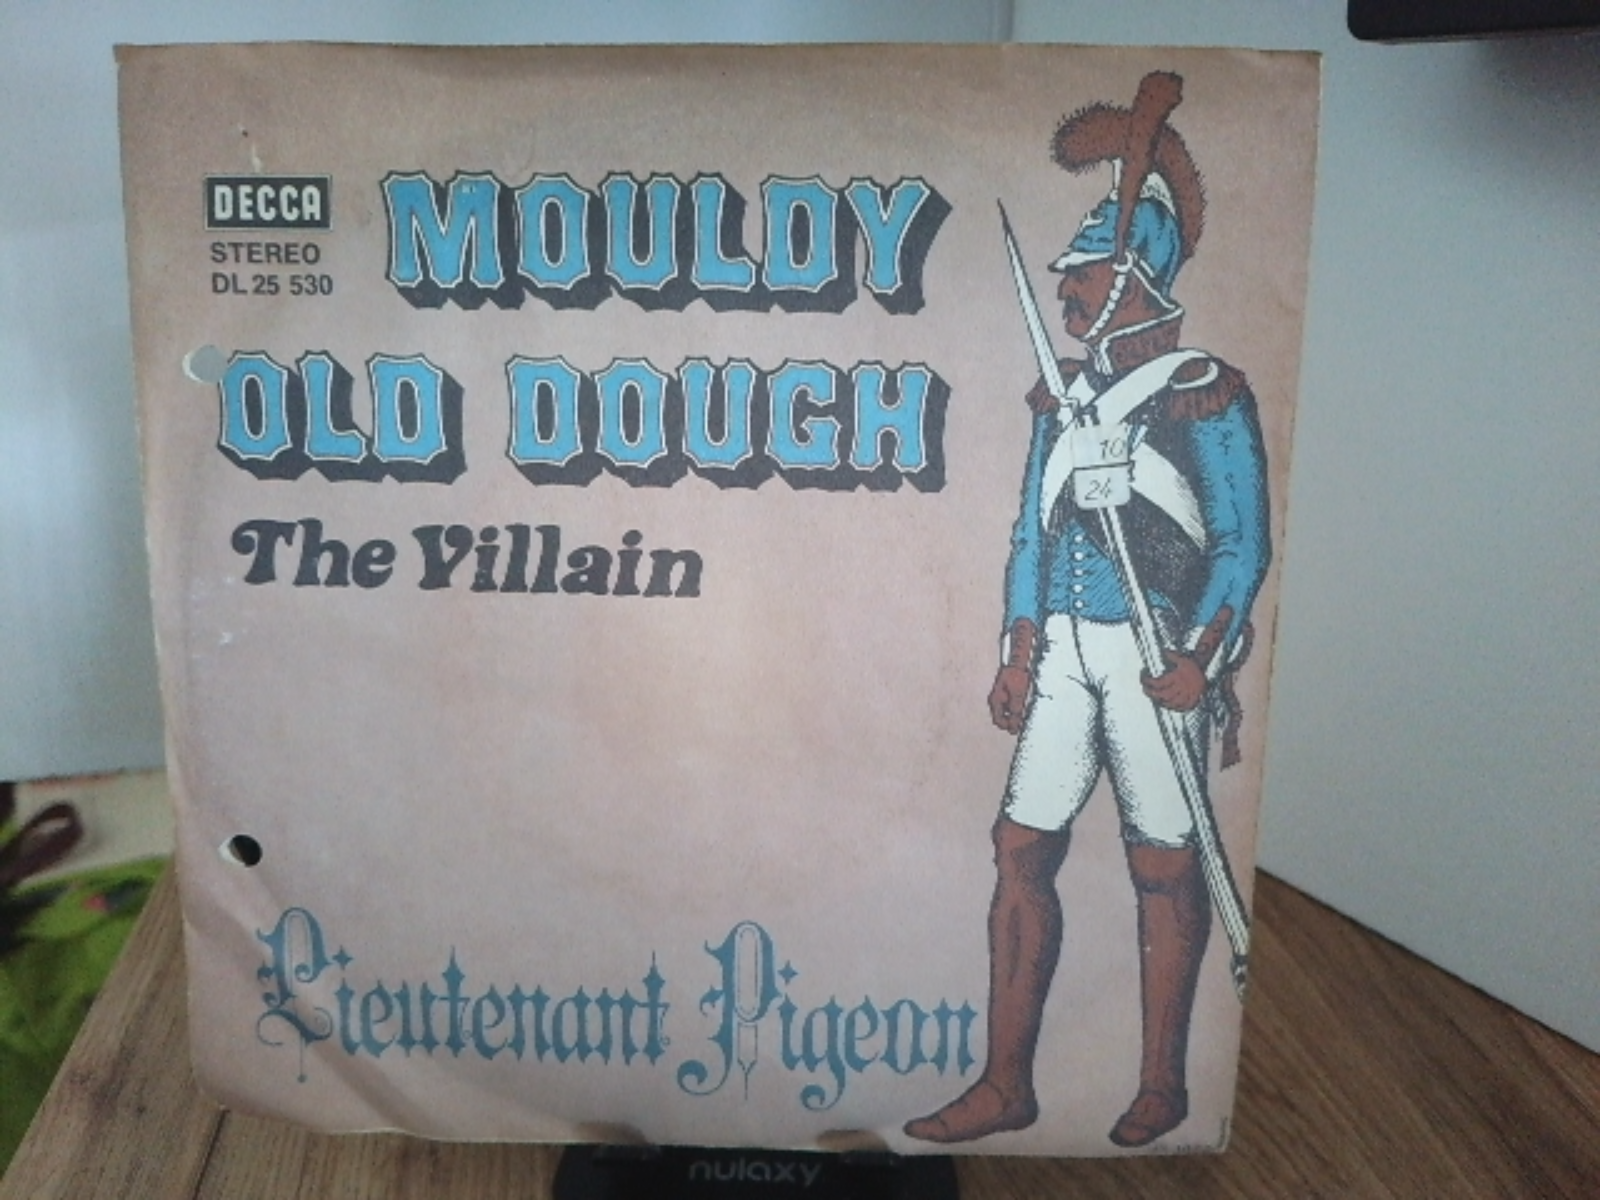 DECCA
STEREO
DL 25 530
MOULDY
OLD DOUGH
The Villain
10
24
Lieutenant Pigeon
nulaxy